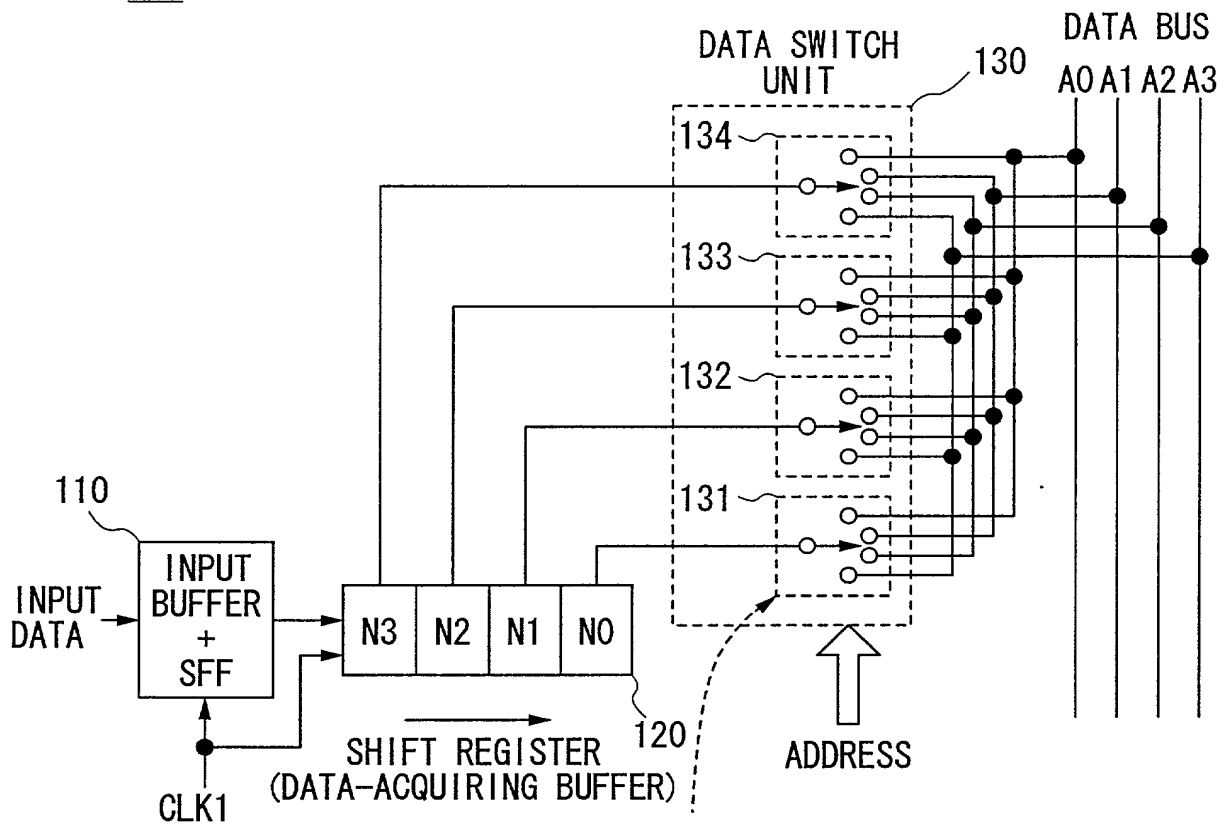 DATA BUS
DATA SWITCH
UNIT
130
A0 A1 A2 A3
134
133
132
131
110
INPUT
BUFFER
+
SFF
INPUT
DATA
N3 N2 N1 N0
120
SHIFT REGISTER
(DATA-ACQUIRING BUFFER)
ADDRESS
CLK1